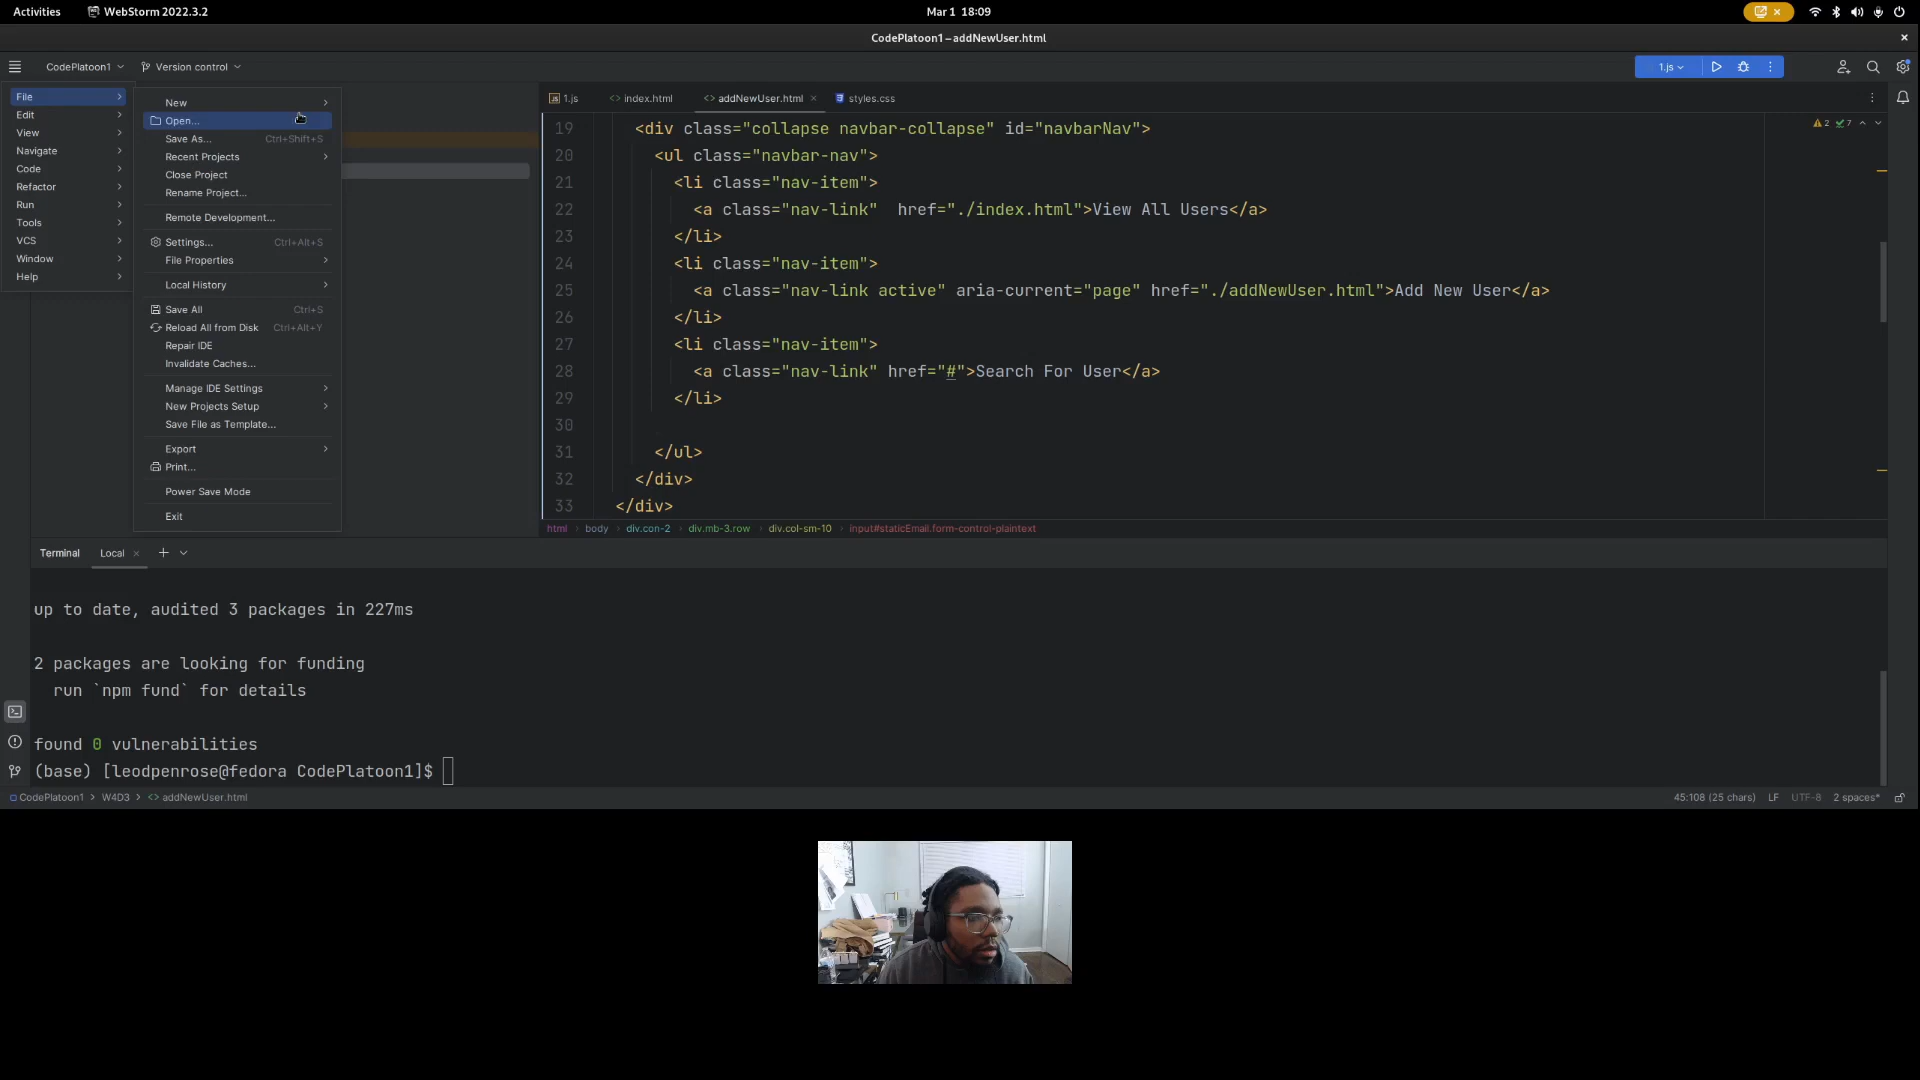 Activities
WebStorm 2022.3.2
Mar 1 18:09
CodePlatoon1 – addNewUser.html
CodePlatoon1
Version control
1.js
File
Edit
View
Navigate
Code
Refactor
Run
Tools
VCS
Window
Help
New
Open...
Save As... Ctrl+Shift+S
Recent Projects
Close Project
Rename Project...
Remote Development...
Settings... Ctrl+Alt+S
File Properties
Local History
Save All Ctrl+S
Reload All from Disk Ctrl+Alt+Y
Repair IDE
Invalidate Caches...
Manage IDE Settings
New Projects Setup
Save File as Template...
Export
Print...
Power Save Mode
Exit
1.js
index.html
addNewUser.html
styles.css
2 7
19 <div class="collapse navbar-collapse" id="navbarNav">
20 <ul class="navbar-nav">
21 <li class="nav-item">
22 <a class="nav-link"  href="./index.html">View All Users</a>
23 </li>
24 <li class="nav-item">
25 <a class="nav-link active" aria-current="page" href="./addNewUser.html">Add New User</a>
26 </li>
27 <li class="nav-item">
28 <a class="nav-link" href="#">Search For User</a>
29 </li>
30
31 </ul>
32 </div>
33 </div>
html > body > div.con-2 > div.mb-3.row > div.col-sm-10 > input#staticEmail.form-control-plaintext
Terminal
Local
up to date, audited 3 packages in 227ms
2 packages are looking for funding
run `npm fund` for details
found 0 vulnerabilities
(base) [leodpenrose@fedora CodePlatoon1]$
CodePlatoon1 > W4D3 > <> addNewUser.html
45:108 (25 chars) LF UTF-8 2 spaces*